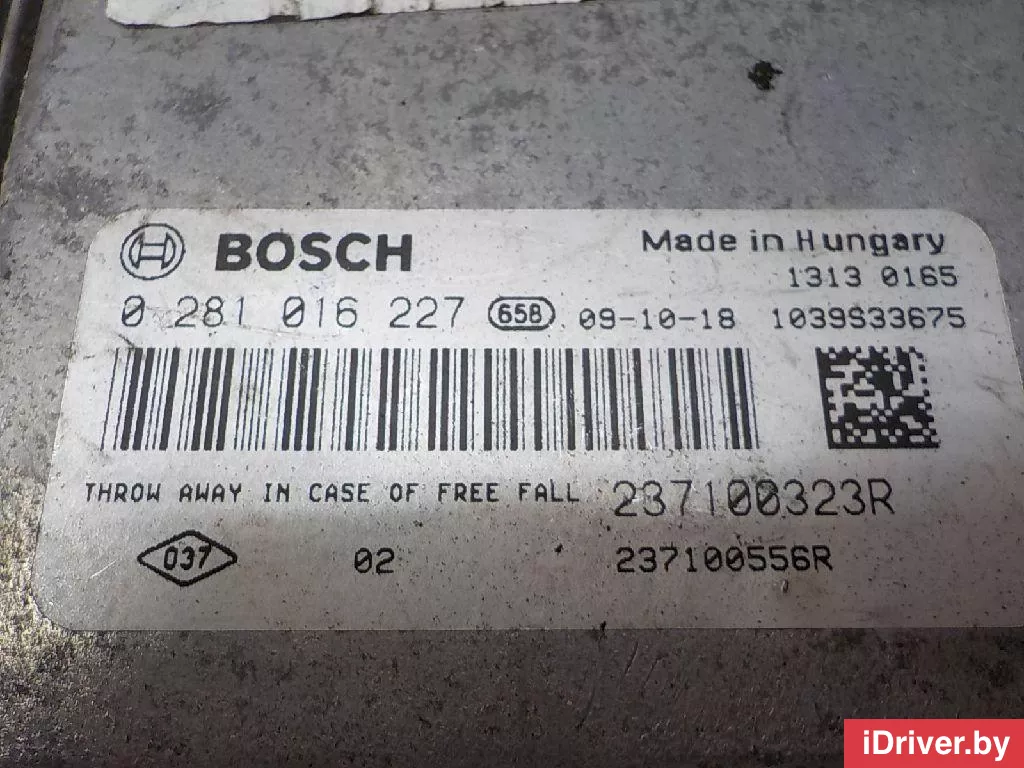 BOSCH
Made in Hungary
1313 0165
0 281 016 227 65B 09-10-18 1039S33675
THROW AWAY IN CASE OF FREE FALL 237100323R
037 02 237100556R
iDriver.by